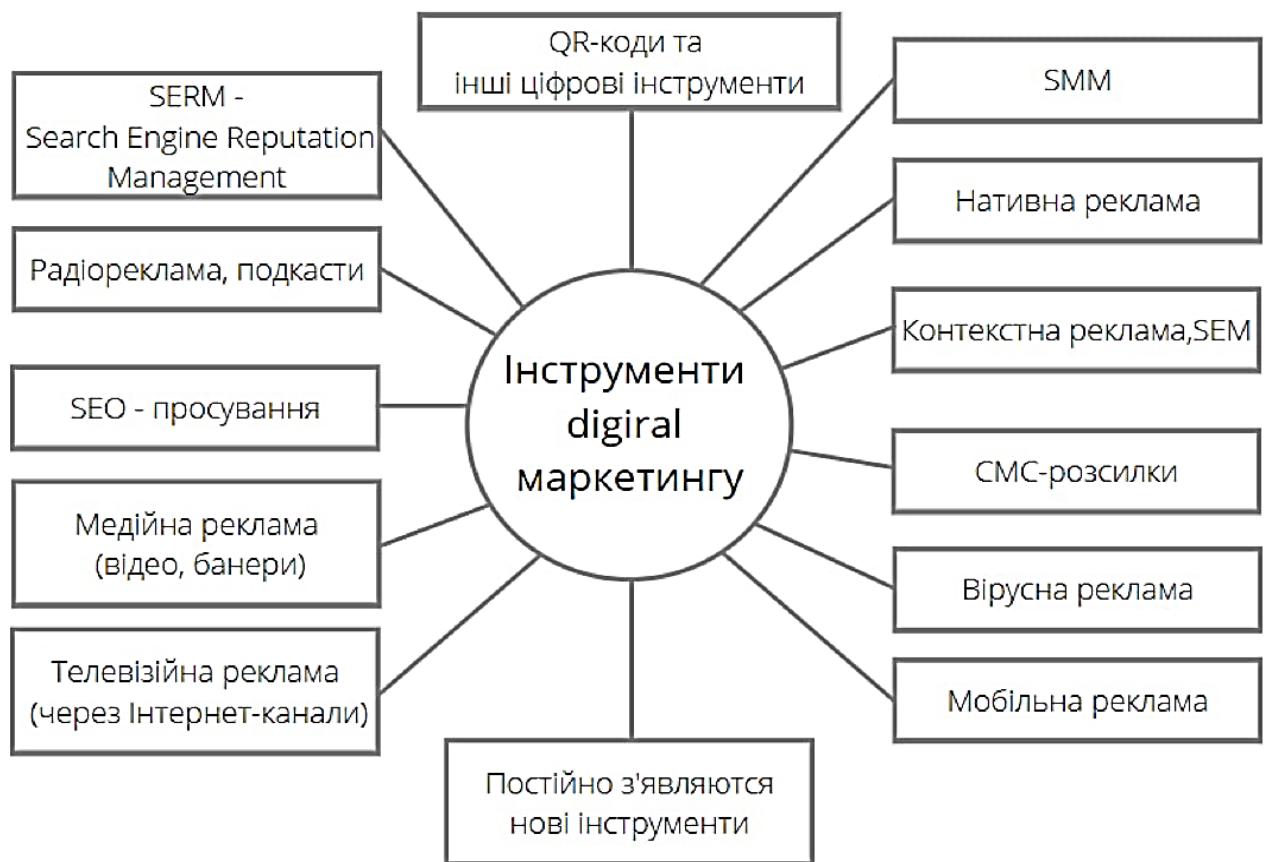 QR-коди та
інші ціфрові інструменти
SERM -
Search Engine Reputation
Management
Радіореклама, подкасти
SEO - просування
Медійна реклама
(відео, банери)
Телевізійна реклама
(через Інтернет-канали)
Інструменти
digiral
маркетингу
SMM
Нативна реклама
Контекстна реклама,SEM
СМС-розсилки
Вірусна реклама
Мобільна реклама
Постійно з'являются
нові інструменти